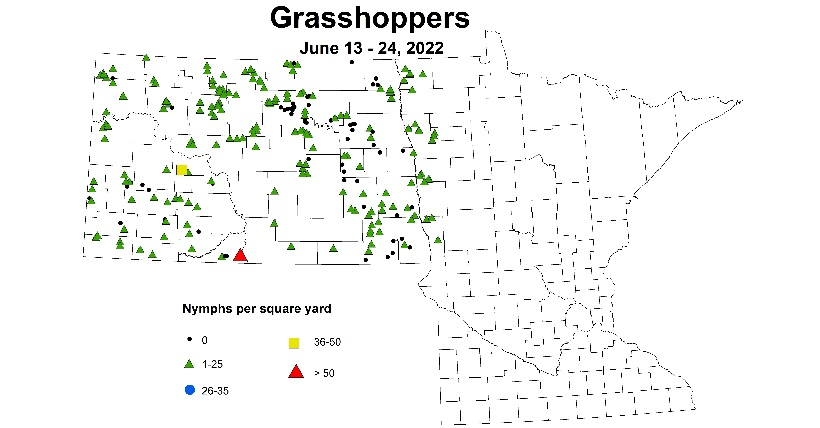 Grasshoppers
June 13 - 24, 2022
Nymphs per square yard
0
1-25
26-35
36-50
> 50